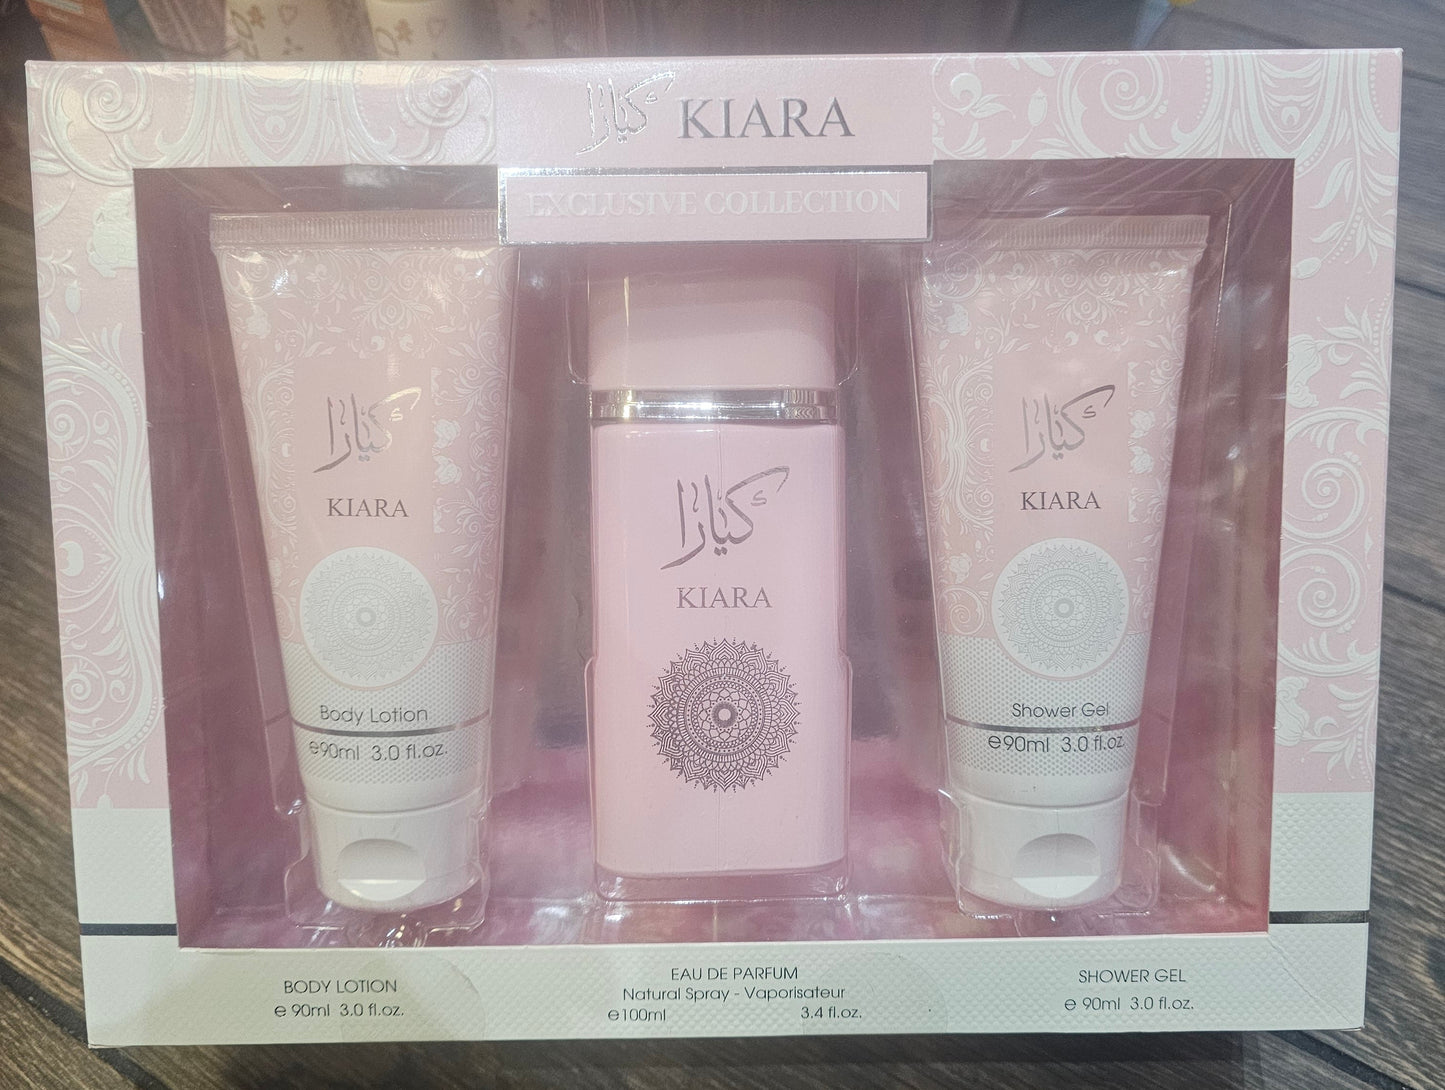 كيارا KIARA
EXCLUSIVE COLLECTION
كيارا
KIARA
Body Lotion
e90ml 3.0 fl.oz.
كيارا
KIARA
كيارا
KIARA
Shower Gel
e90ml 3.0 fl.oz
BODY LOTION
e 90ml 3.0 fl.oz.
EAU DE PARFUM
Natural Spray - Vaporisateur
e100ml 3.4 fl.oz.
SHOWER GEL
e 90ml 3.0 fl.oz.